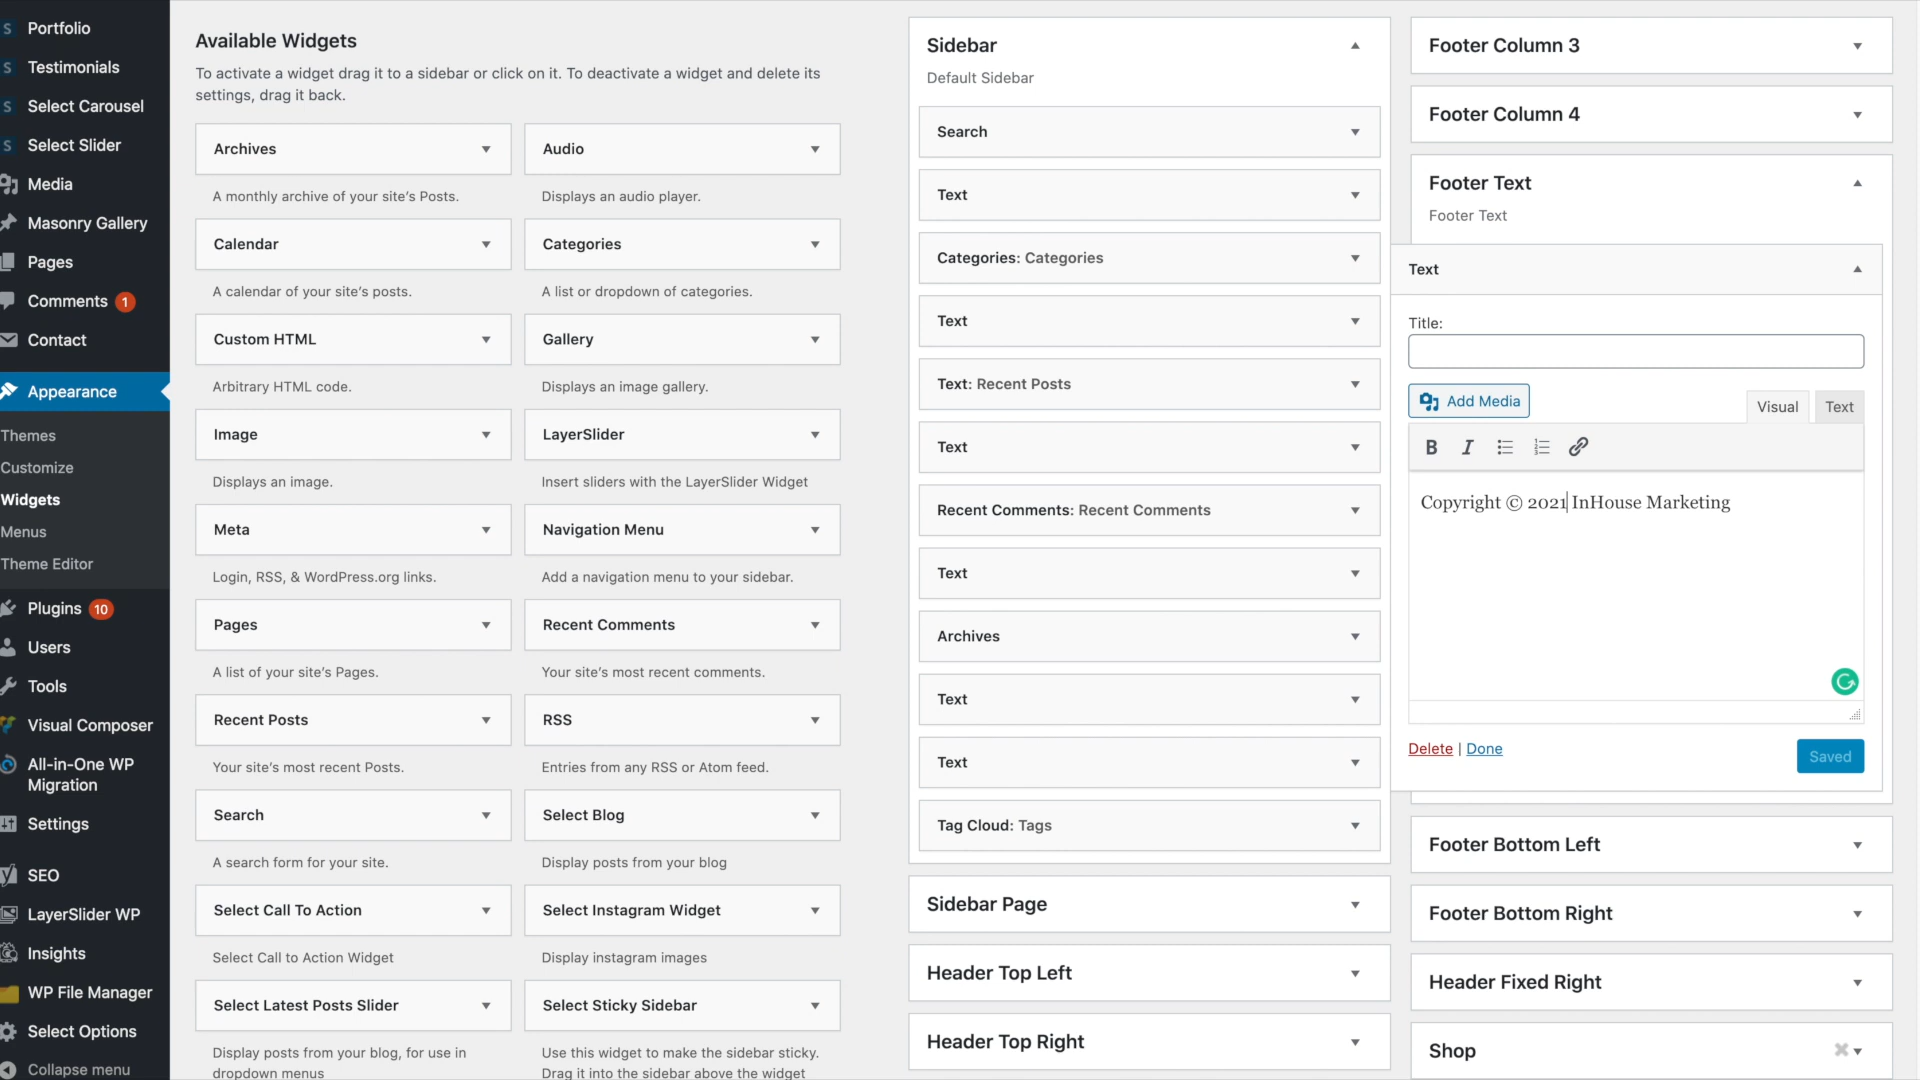 Portfolio
Testimonials
Select Carousel
Select Slider
Media
Masonry Gallery
Pages
Comments 1
Contact
Appearance
Themes
Customize
Widgets
Menus
Theme Editor
Plugins 10
Users
Tools
Visual Composer
All-in-One WP
Migration
Settings
SEO
LayerSlider WP
Insights
WP File Manager
Select Options
Collapse menu
Available Widgets
To activate a widget drag it to a sidebar or click on it. To deactivate a widget and delete its
settings, drag it back.
Archives
A monthly archive of your site's Posts.
Audio
Displays an audio player.
Calendar
A calendar of your site's posts.
Categories
A list or dropdown of categories.
Custom HTML
Arbitrary HTML code.
Gallery
Displays an image gallery.
Image
Displays an image.
LayerSlider
Insert sliders with the LayerSlider Widget
Meta
Login, RSS, & WordPress.org links.
Navigation Menu
Add a navigation menu to your sidebar.
Pages
A list of your site's Pages.
Recent Comments
Your site's most recent comments.
Recent Posts
Your site's most recent Posts.
RSS
Entries from any RSS or Atom feed.
Search
A search form for your site.
Select Blog
Display posts from your blog
Select Call To Action
Select Call to Action Widget
Select Instagram Widget
Display instagram images
Select Latest Posts Slider
Display posts from your blog, for use in
dropdown menus
Select Sticky Sidebar
Use this widget to make the sidebar sticky.
Drag it into the sidebar above the widget
Sidebar
Default Sidebar
Search
Text
Categories: Categories
Text
Text: Recent Posts
Text
Recent Comments: Recent Comments
Text
Archives
Text
Text
Tag Cloud: Tags
Sidebar Page
Header Top Left
Header Top Right
Footer Column 3
Footer Column 4
Footer Text
Footer Text
Text
Title:
Add Media
Visual
Text
B I
Copyright © 2021 InHouse Marketing
Delete | Done
Saved
Footer Bottom Left
Footer Bottom Right
Header Fixed Right
Shop